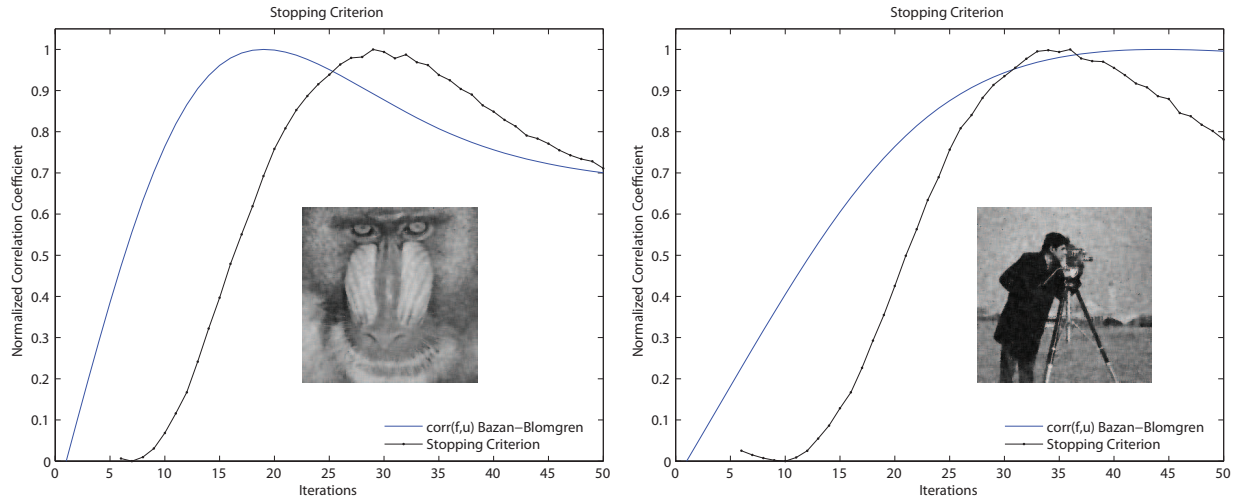 Stopping Criterion
Normalized Correlation Coefficient
1
0.9
0.8
0.7
0.6
0.5
0.4
0.3
0.2
0.1
0
0 5 10 15 20 25 30 35 40 45 50
Iterations
corr(f,u) Bazan−Blomgren
Stopping Criterion
Stopping Criterion
Normalized Correlation Coefficient
1
0.9
0.8
0.7
0.6
0.5
0.4
0.3
0.2
0.1
0
0 5 10 15 20 25 30 35 40 45 50
Iterations
corr(f,u) Bazan−Blomgren
Stopping Criterion